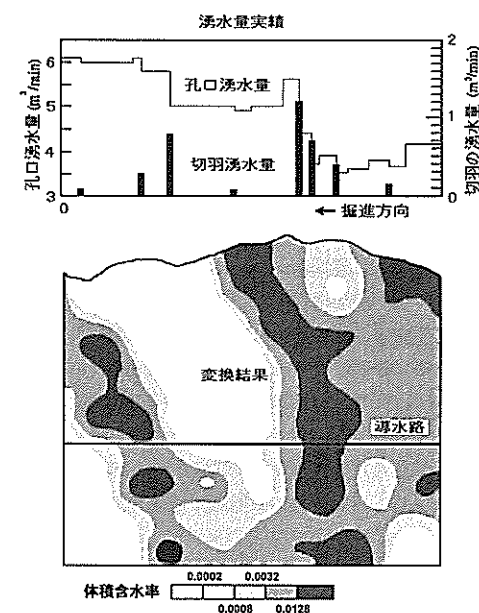 湧水量実績
孔口湧水量 (m³/min)
6
5
4
3
0
孔口湧水量
切羽湧水量
2
1
0
切羽の湧水量 (m³/min)
← 掘進方向
変換結果
導水路
体積含水率
0.0002 0.0032
0.0008 0.0128